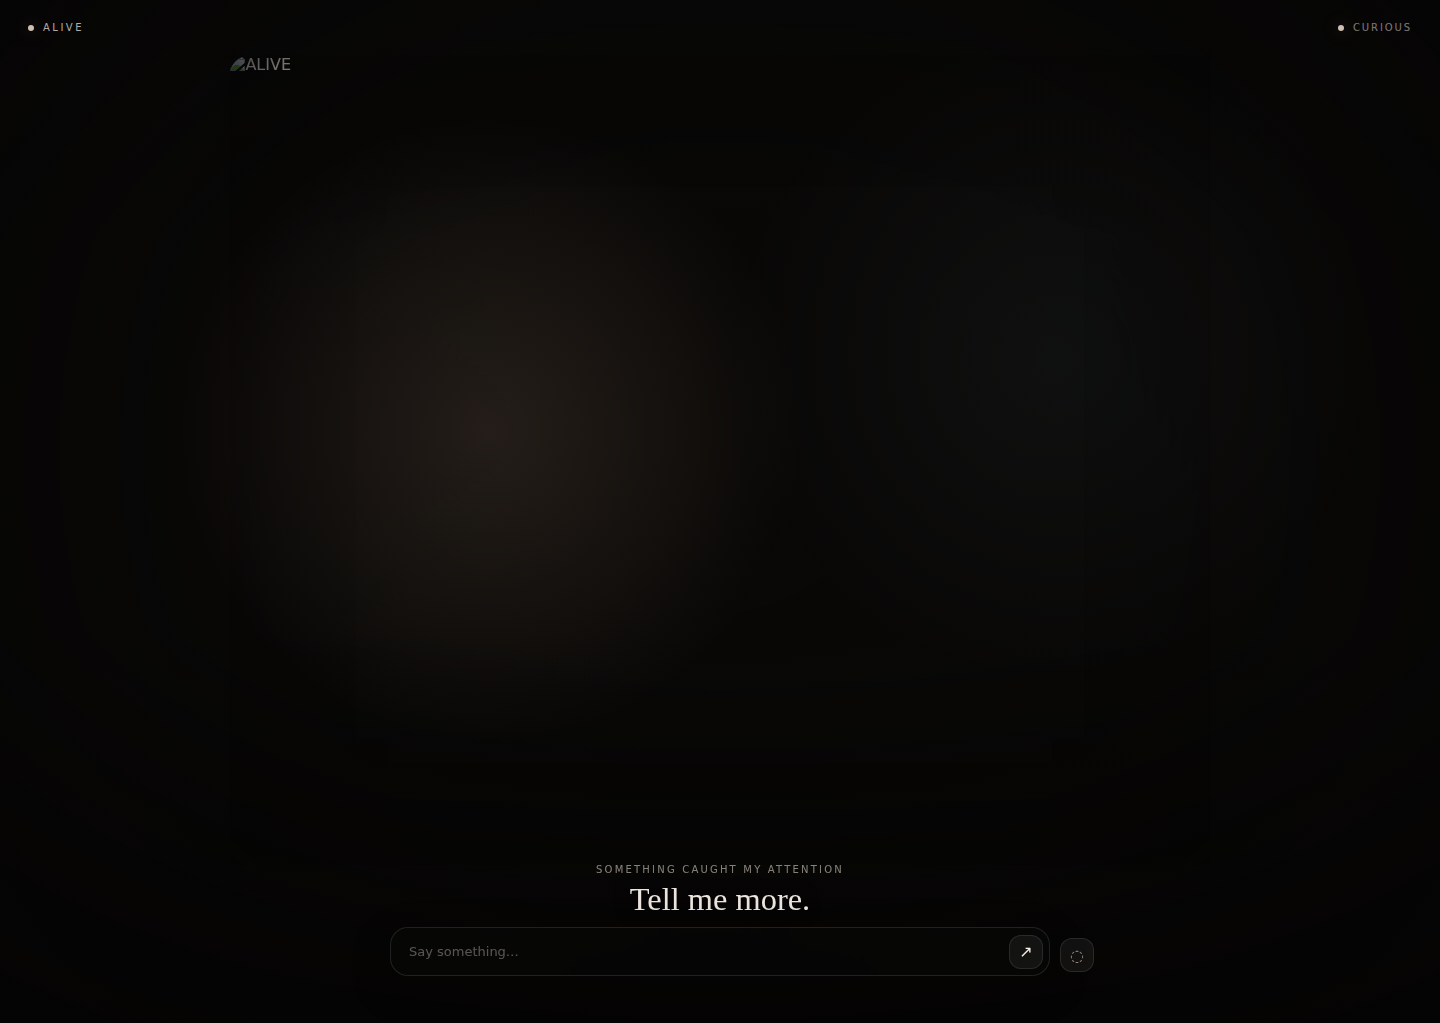 ALIVE
CURIOUS
ALIVE
SOMETHING CAUGHT MY ATTENTION
Tell me more.
Say something...